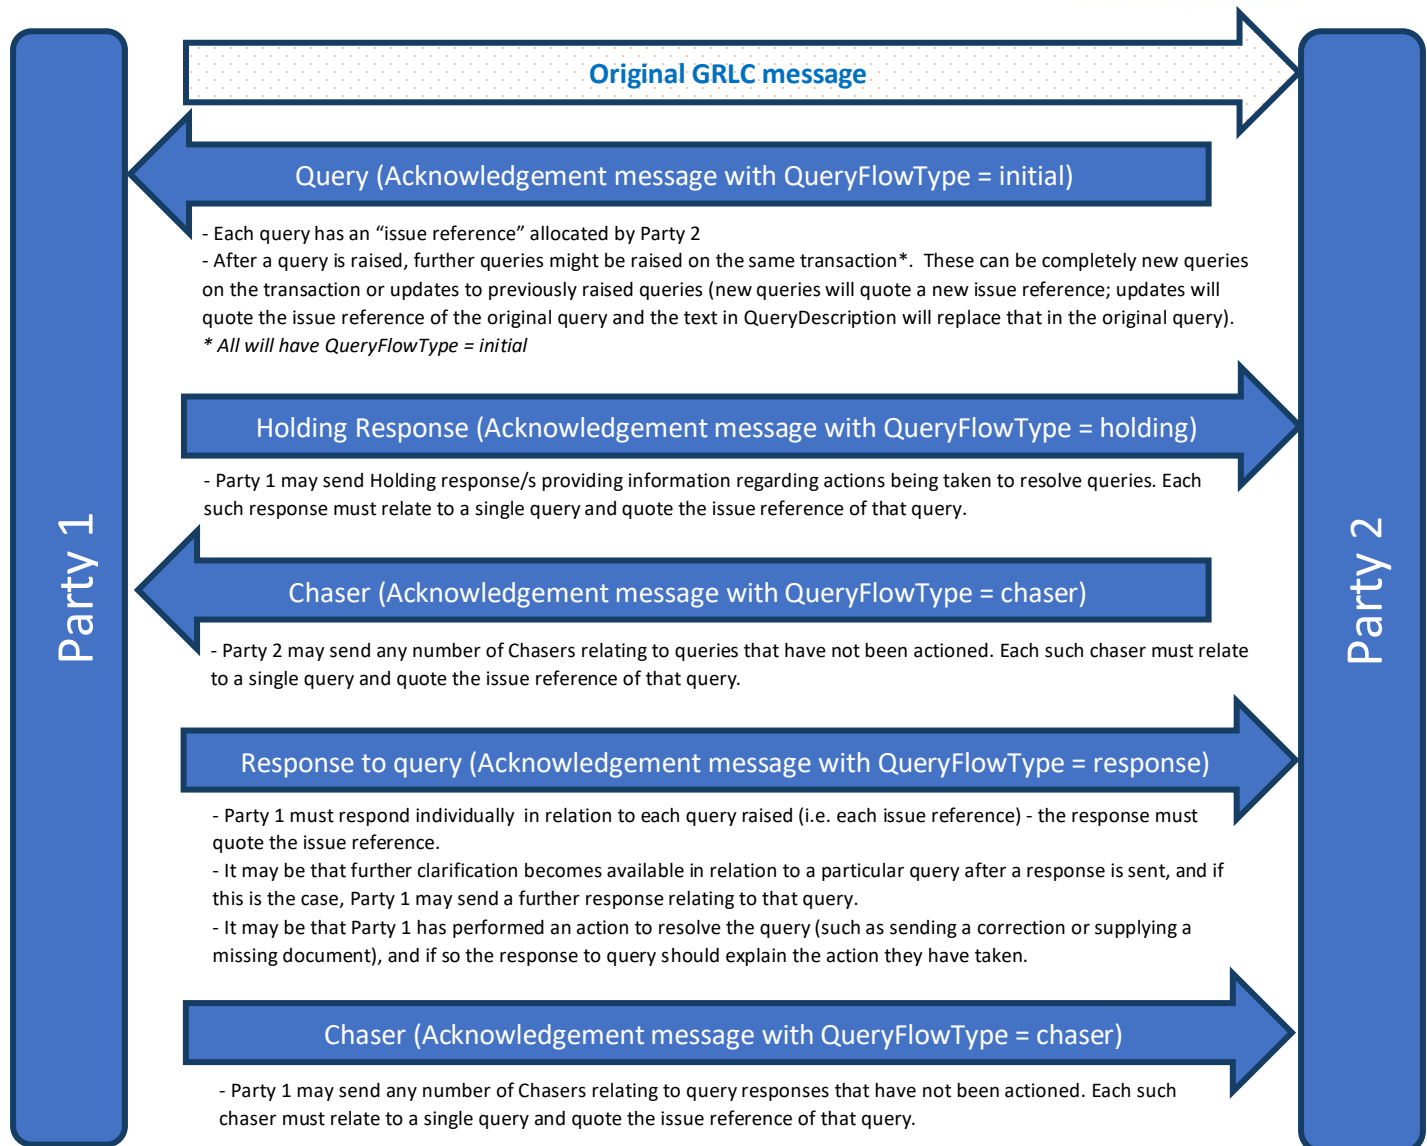 Original GRLC message
Query (Acknowledgement message with QueryFlowType = initial)
- Each query has an “issue reference” allocated by Party 2
- After a query is raised, further queries might be raised on the same transaction*.  These can be completely new queries
on the transaction or updates to previously raised queries (new queries will quote a new issue reference; updates will
quote the issue reference of the original query and the text in QueryDescription will replace that in the original query).
* All will have QueryFlowType = initial
Holding Response (Acknowledgement message with QueryFlowType = holding)
- Party 1 may send Holding response/s providing information regarding actions being taken to resolve queries. Each
such response must relate to a single query and quote the issue reference of that query.
Party 1
Party 2
Chaser (Acknowledgement message with QueryFlowType = chaser)
- Party 2 may send any number of Chasers relating to queries that have not been actioned. Each such chaser must relate
to a single query and quote the issue reference of that query.
Response to query (Acknowledgement message with QueryFlowType = response)
- Party 1 must respond individually  in relation to each query raised (i.e. each issue reference) - the response must
quote the issue reference.
- It may be that further clarification becomes available in relation to a particular query after a response is sent, and if
this is the case, Party 1 may send a further response relating to that query.
- It may be that Party 1 has performed an action to resolve the query (such as sending a correction or supplying a
missing document), and if so the response to query should explain the action they have taken.
Chaser (Acknowledgement message with QueryFlowType = chaser)
- Party 1 may send any number of Chasers relating to query responses that have not been actioned. Each such
chaser must relate to a single query and quote the issue reference of that query.